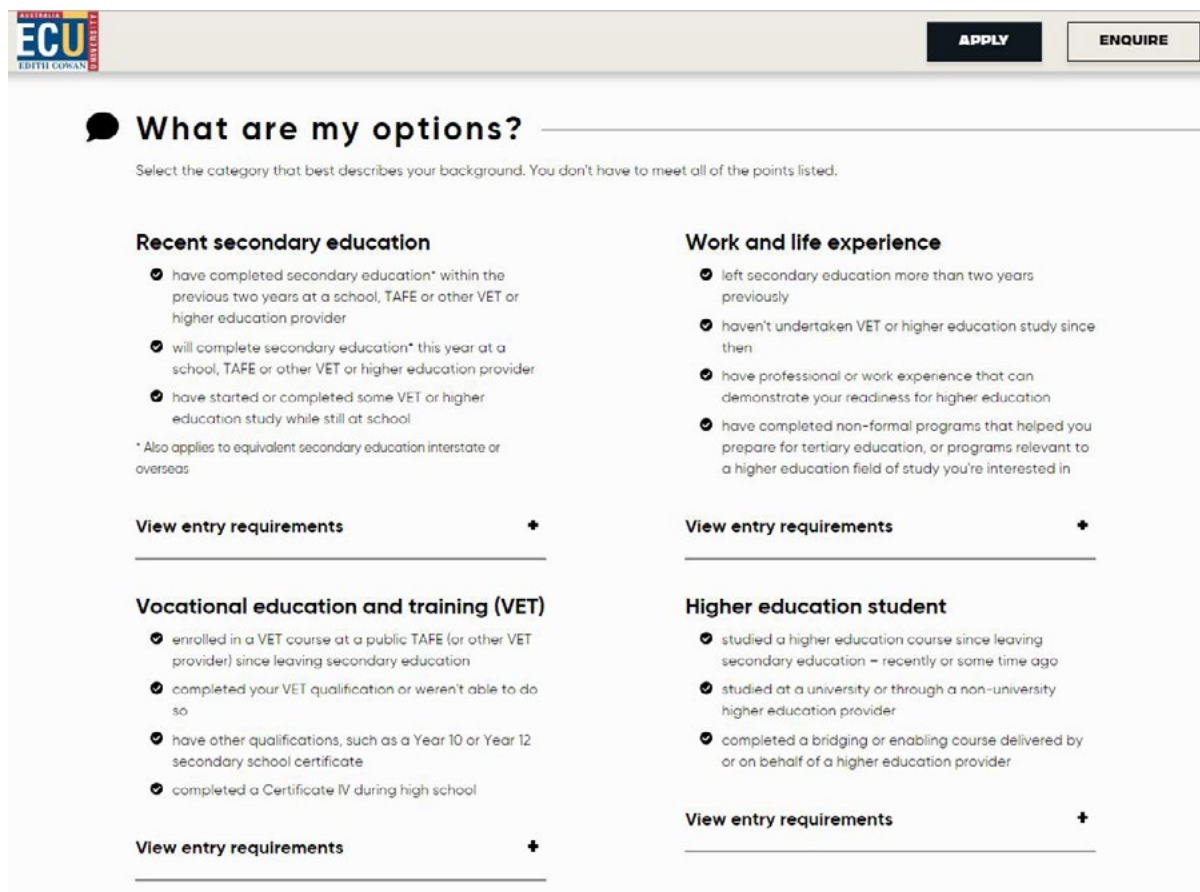 AUSTRALIA
ECU
EDITH COWAN
UNIVERSITY
APPLY
ENQUIRE
What are my options?
Select the category that best describes your background. You don't have to meet all of the points listed.
Recent secondary education
have completed secondary education* within the
previous two years at a school, TAFE or other VET or
higher education provider
will complete secondary education* this year at a
school, TAFE or other VET or higher education provider
have started or completed some VET or higher
education study while still at school
* Also applies to equivalent secondary education interstate or
overseas
View entry requirements +
Work and life experience
left secondary education more than two years
previously
haven't undertaken VET or higher education study since
then
have professional or work experience that can
demonstrate your readiness for higher education
have completed non-formal programs that helped you
prepare for tertiary education, or programs relevant to
a higher education field of study you're interested in
View entry requirements +
Vocational education and training (VET)
enrolled in a VET course at a public TAFE (or other VET
provider) since leaving secondary education
completed your VET qualification or weren't able to do
so
have other qualifications, such as a Year 10 or Year 12
secondary school certificate
completed a Certificate IV during high school
View entry requirements +
Higher education student
studied a higher education course since leaving
secondary education – recently or some time ago
studied at a university or through a non-university
higher education provider
completed a bridging or enabling course delivered by
or on behalf of a higher education provider
View entry requirements +